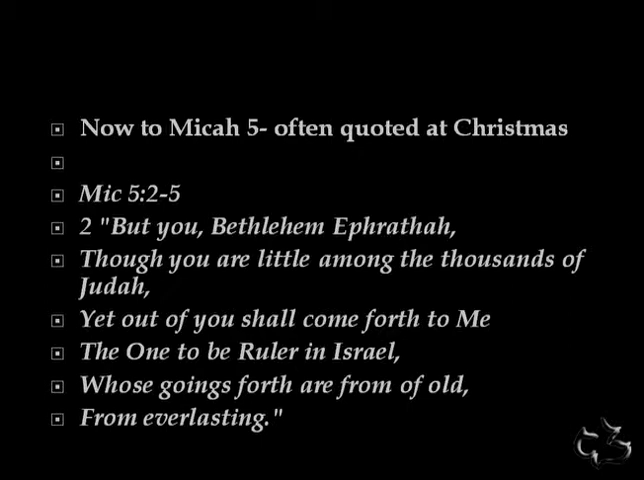 Now to Micah 5- often quoted at Christmas
Mic 5:2-5
2 "But you, Bethlehem Ephrathah,
Though you are little among the thousands of
Judah,
Yet out of you shall come forth to Me
The One to be Ruler in Israel,
Whose goings forth are from of old,
From everlasting."